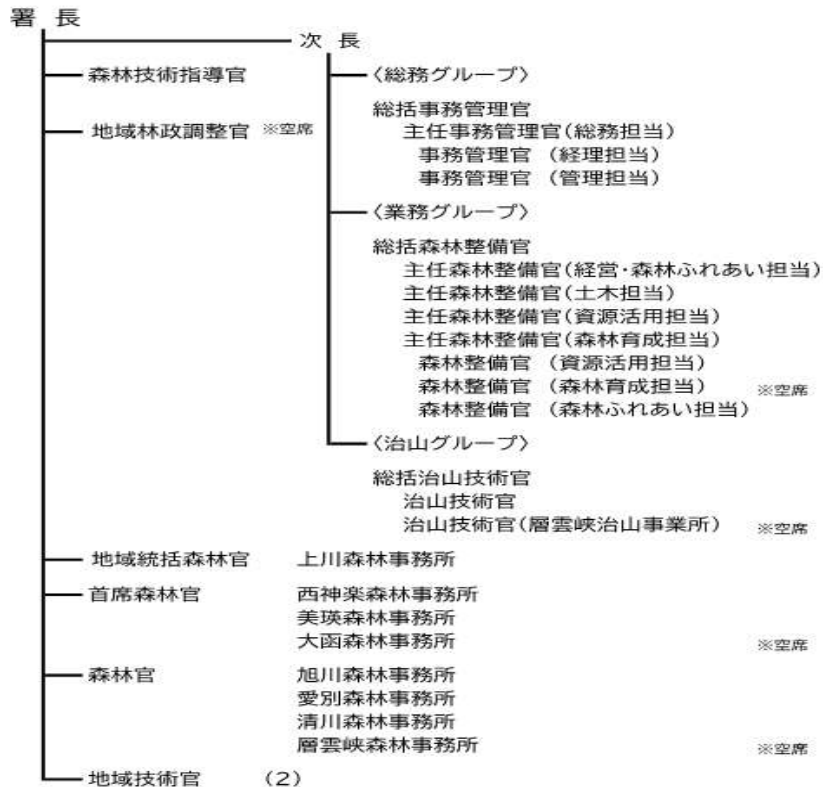 署 長
次 長
森林技術指導官 〈総務グループ〉
総括事務管理官
地域林政調整官 ※空席 主任事務管理官(総務担当)
事務管理官 (経理担当)
事務管理官 (管理担当)
〈業務グループ〉
総括森林整備官
主任森林整備官(経営・森林ふれあい担当)
主任森林整備官(土木担当)
主任森林整備官(資源活用担当)
主任森林整備官(森林育成担当)
森林整備官 (資源活用担当)
森林整備官 (森林育成担当) ※空席
森林整備官 (森林ふれあい担当)
〈治山グループ〉
総括治山技術官
治山技術官
治山技術官(層雲峡治山事業所) ※空席
地域統括森林官 上川森林事務所
首席森林官 西神楽森林事務所
美瑛森林事務所
大函森林事務所 ※空席
森林官 旭川森林事務所
愛別森林事務所
清川森林事務所
層雲峡森林事務所 ※空席
地域技術官 (2)